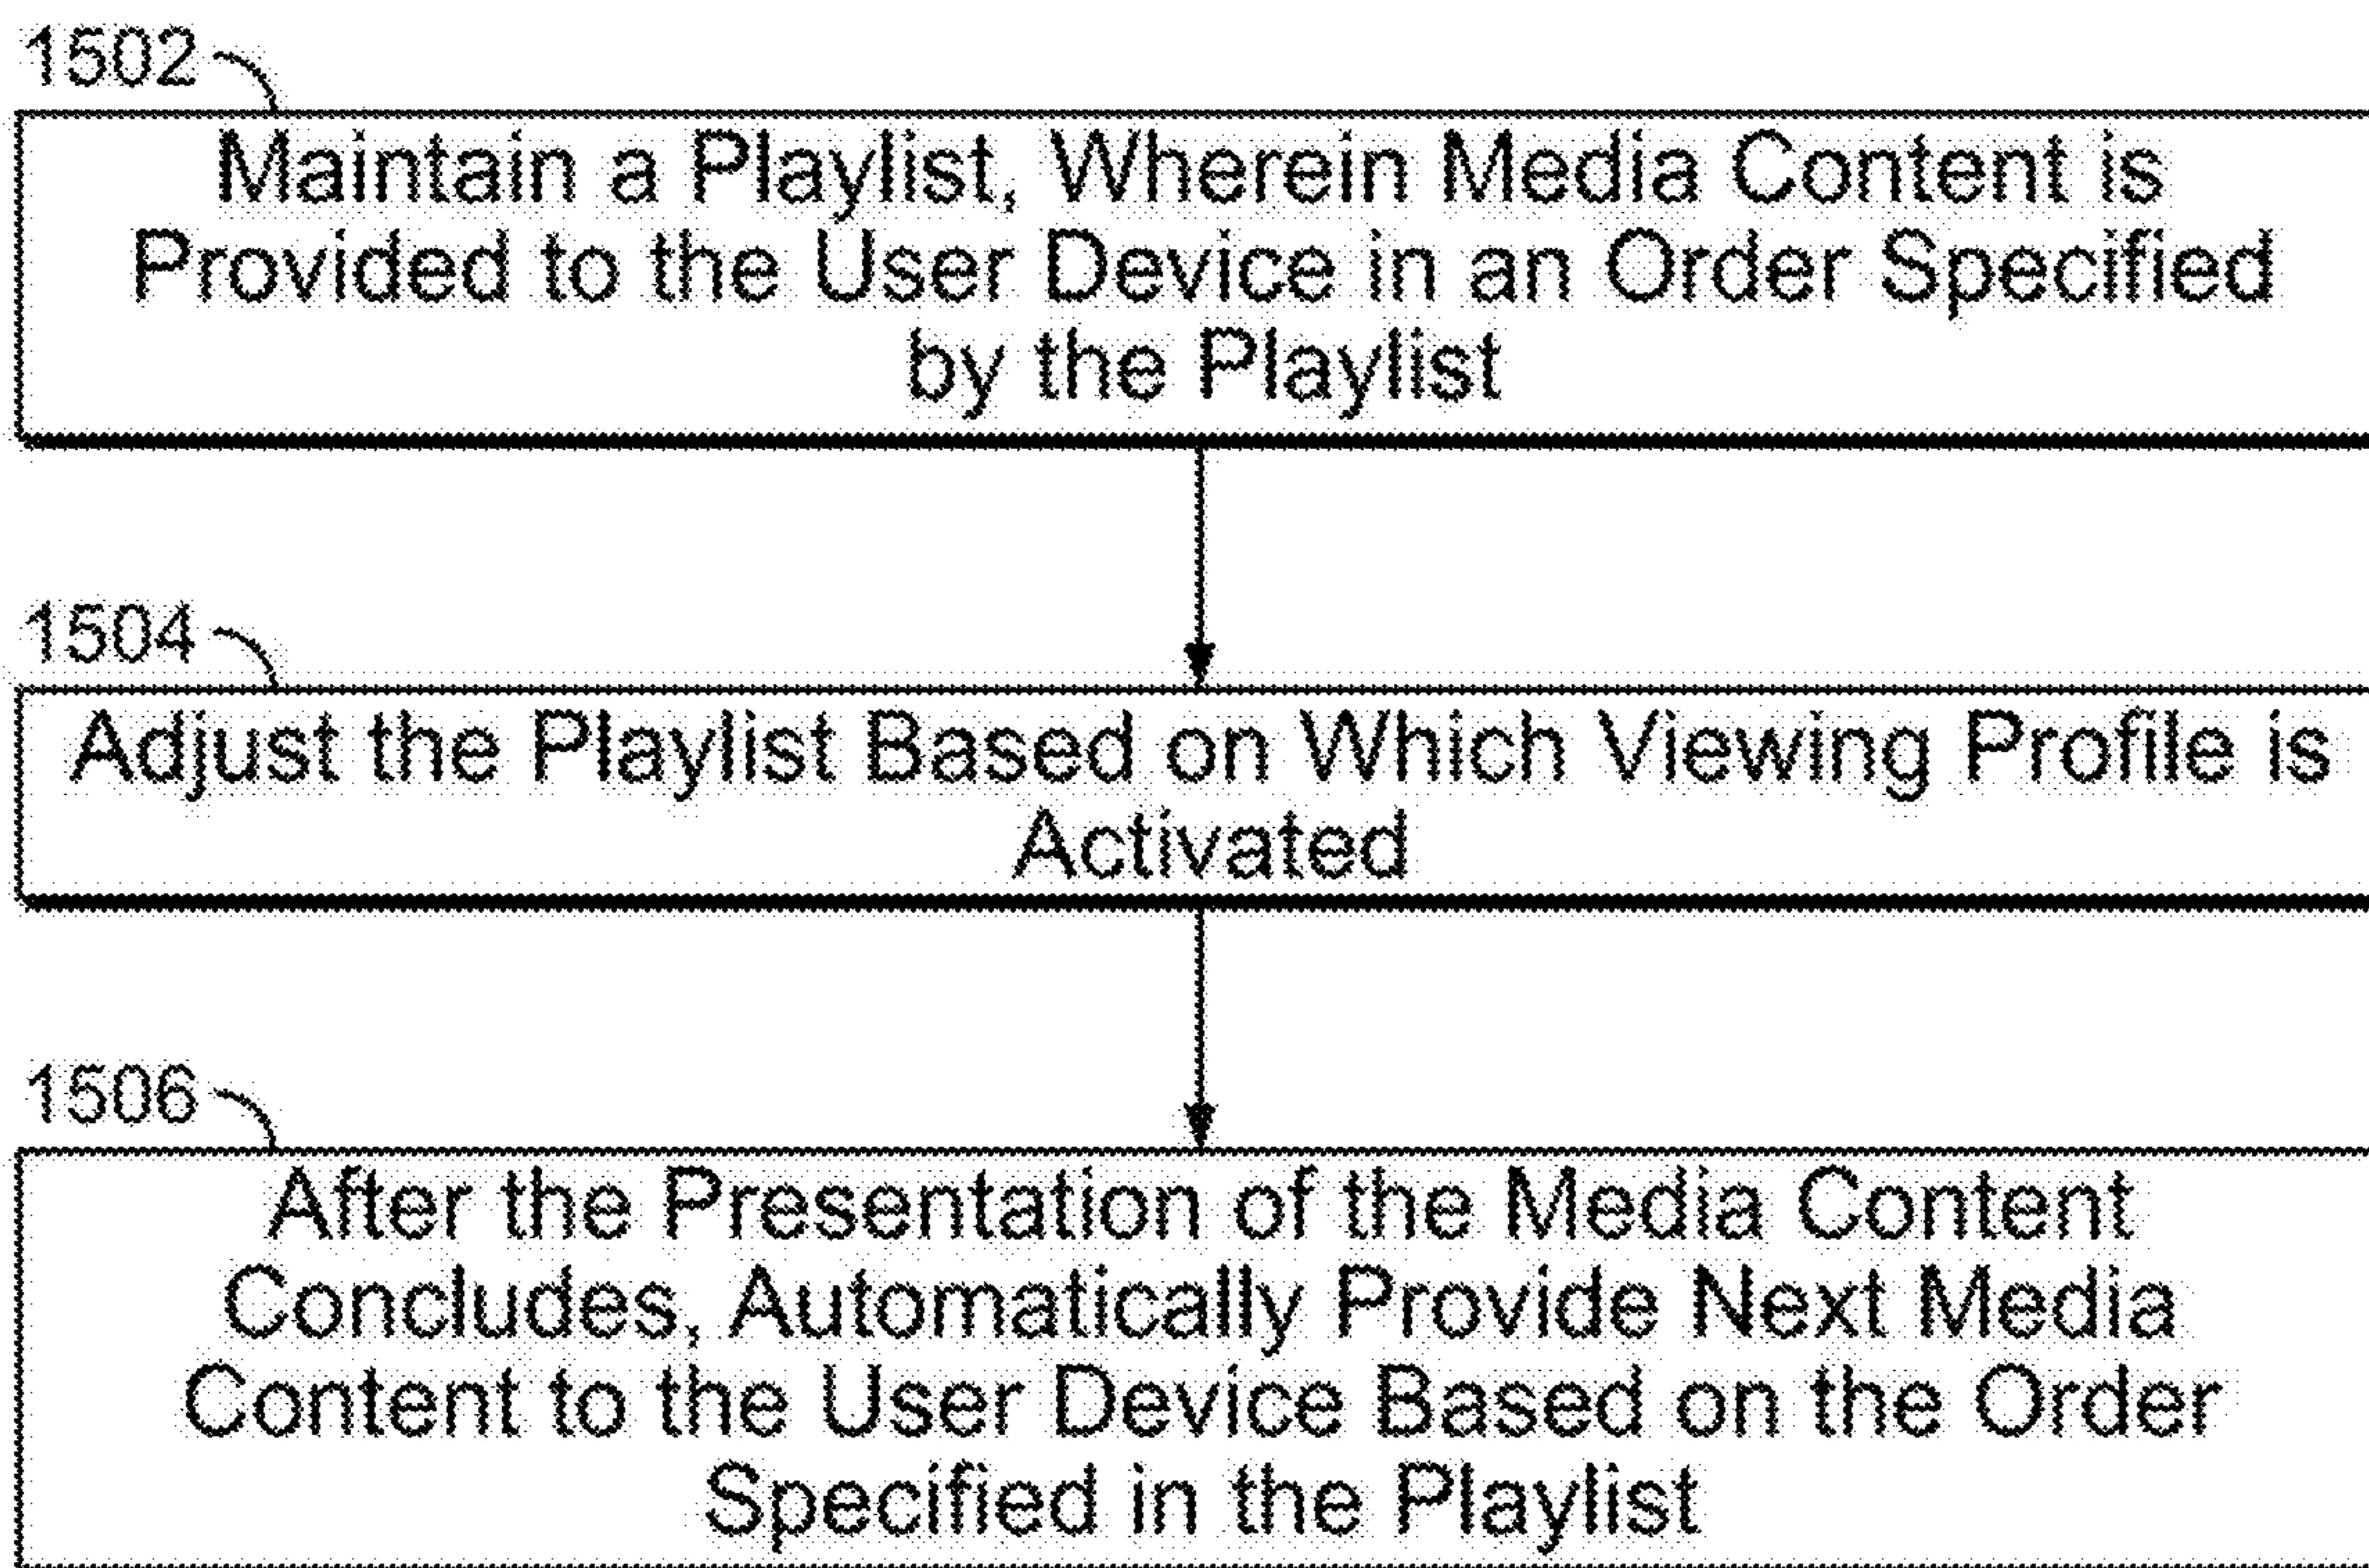 1502
Maintain a Playlist, Wherein Media Content is
Provided to the User Device in an Order Specified
by the Playlist
1504
Adjust the Playlist Based on Which Viewing Profile is
Activated
1506
After the Presentation of the Media Content
Concludes, Automatically Provide Next Media
Content to the User Device Based on the Order
Specified in the Playlist